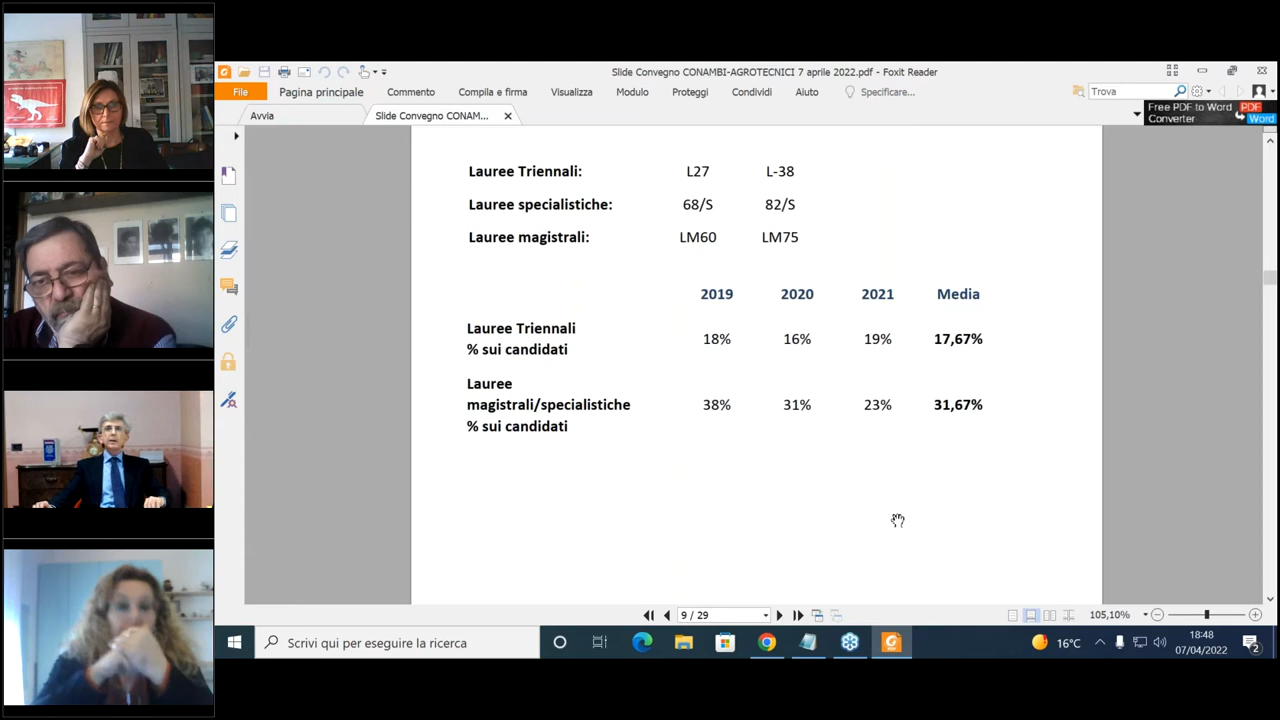 Slide Convegno CONAMBI-AGROTECNICI 7 aprile 2022.pdf - Foxit Reader
File Pagina principale Commento Compila e firma Visualizza Modulo Proteggi Condividi Aiuto Specificare... Trova
Free PDF to Word PDF
Converter Word
Avvia Slide Convegno CONAM...
Lauree Triennali: L27 L-38
Lauree specialistiche: 68/S 82/S
Lauree magistrali: LM60 LM75
2019 2020 2021 Media
Lauree Triennali
% sui candidati 18% 16% 19% 17,67%
Lauree
magistrali/specialistiche 38% 31% 23% 31,67%
% sui candidati
9 / 29 105,10%
Scrivi qui per eseguire la ricerca
16°C
18:48
07/04/2022
2